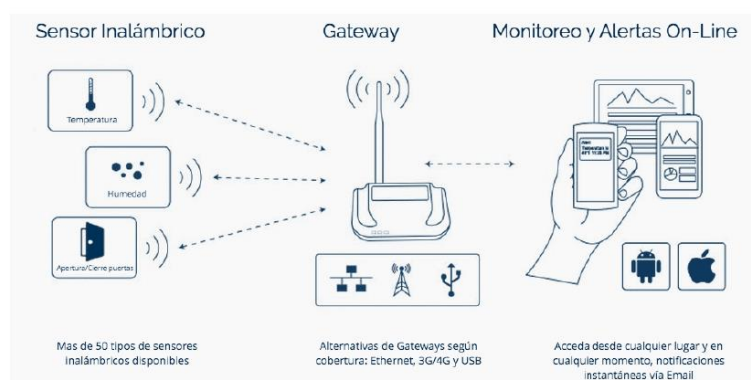 Sensor Inalámbrico
Gateway
Monitoreo y Alertas On-Line
Temperatura
Humedad
Apertura/Cierre puertas
Mas de 50 tipos de sensores
inalámbricos disponibles
Alternativas de Gateways según
cobertura: Ethernet, 3G/4G y USB
Acceda desde cualquier lugar y en
cualquier momento, notificaciones
instantáneas vía Email